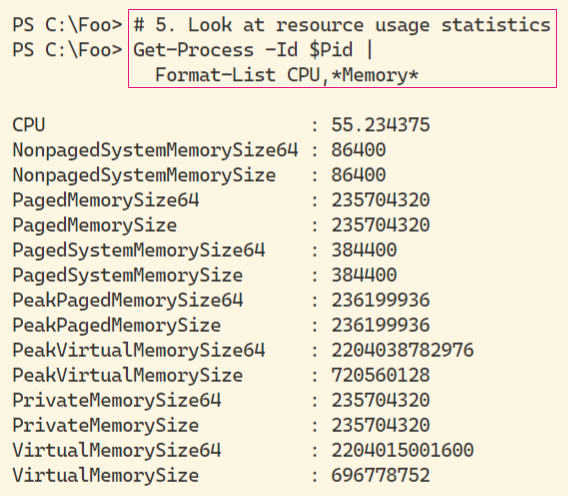 PS C:\Foo> # 5. Look at resource usage statistics
PS C:\Foo> Get-Process -Id $Pid |
             Format-List CPU,*Memory*

CPU                        : 55.234375
NonpagedSystemMemorySize64 : 86400
NonpagedSystemMemorySize   : 86400
PagedMemorySize64          : 235704320
PagedMemorySize            : 235704320
PagedSystemMemorySize64    : 384400
PagedSystemMemorySize      : 384400
PeakPagedMemorySize64      : 236199936
PeakPagedMemorySize        : 236199936
PeakVirtualMemorySize64    : 2204038782976
PeakVirtualMemorySize      : 720560128
PrivateMemorySize64        : 235704320
PrivateMemorySize          : 235704320
VirtualMemorySize64        : 2204015001600
VirtualMemorySize          : 696778752